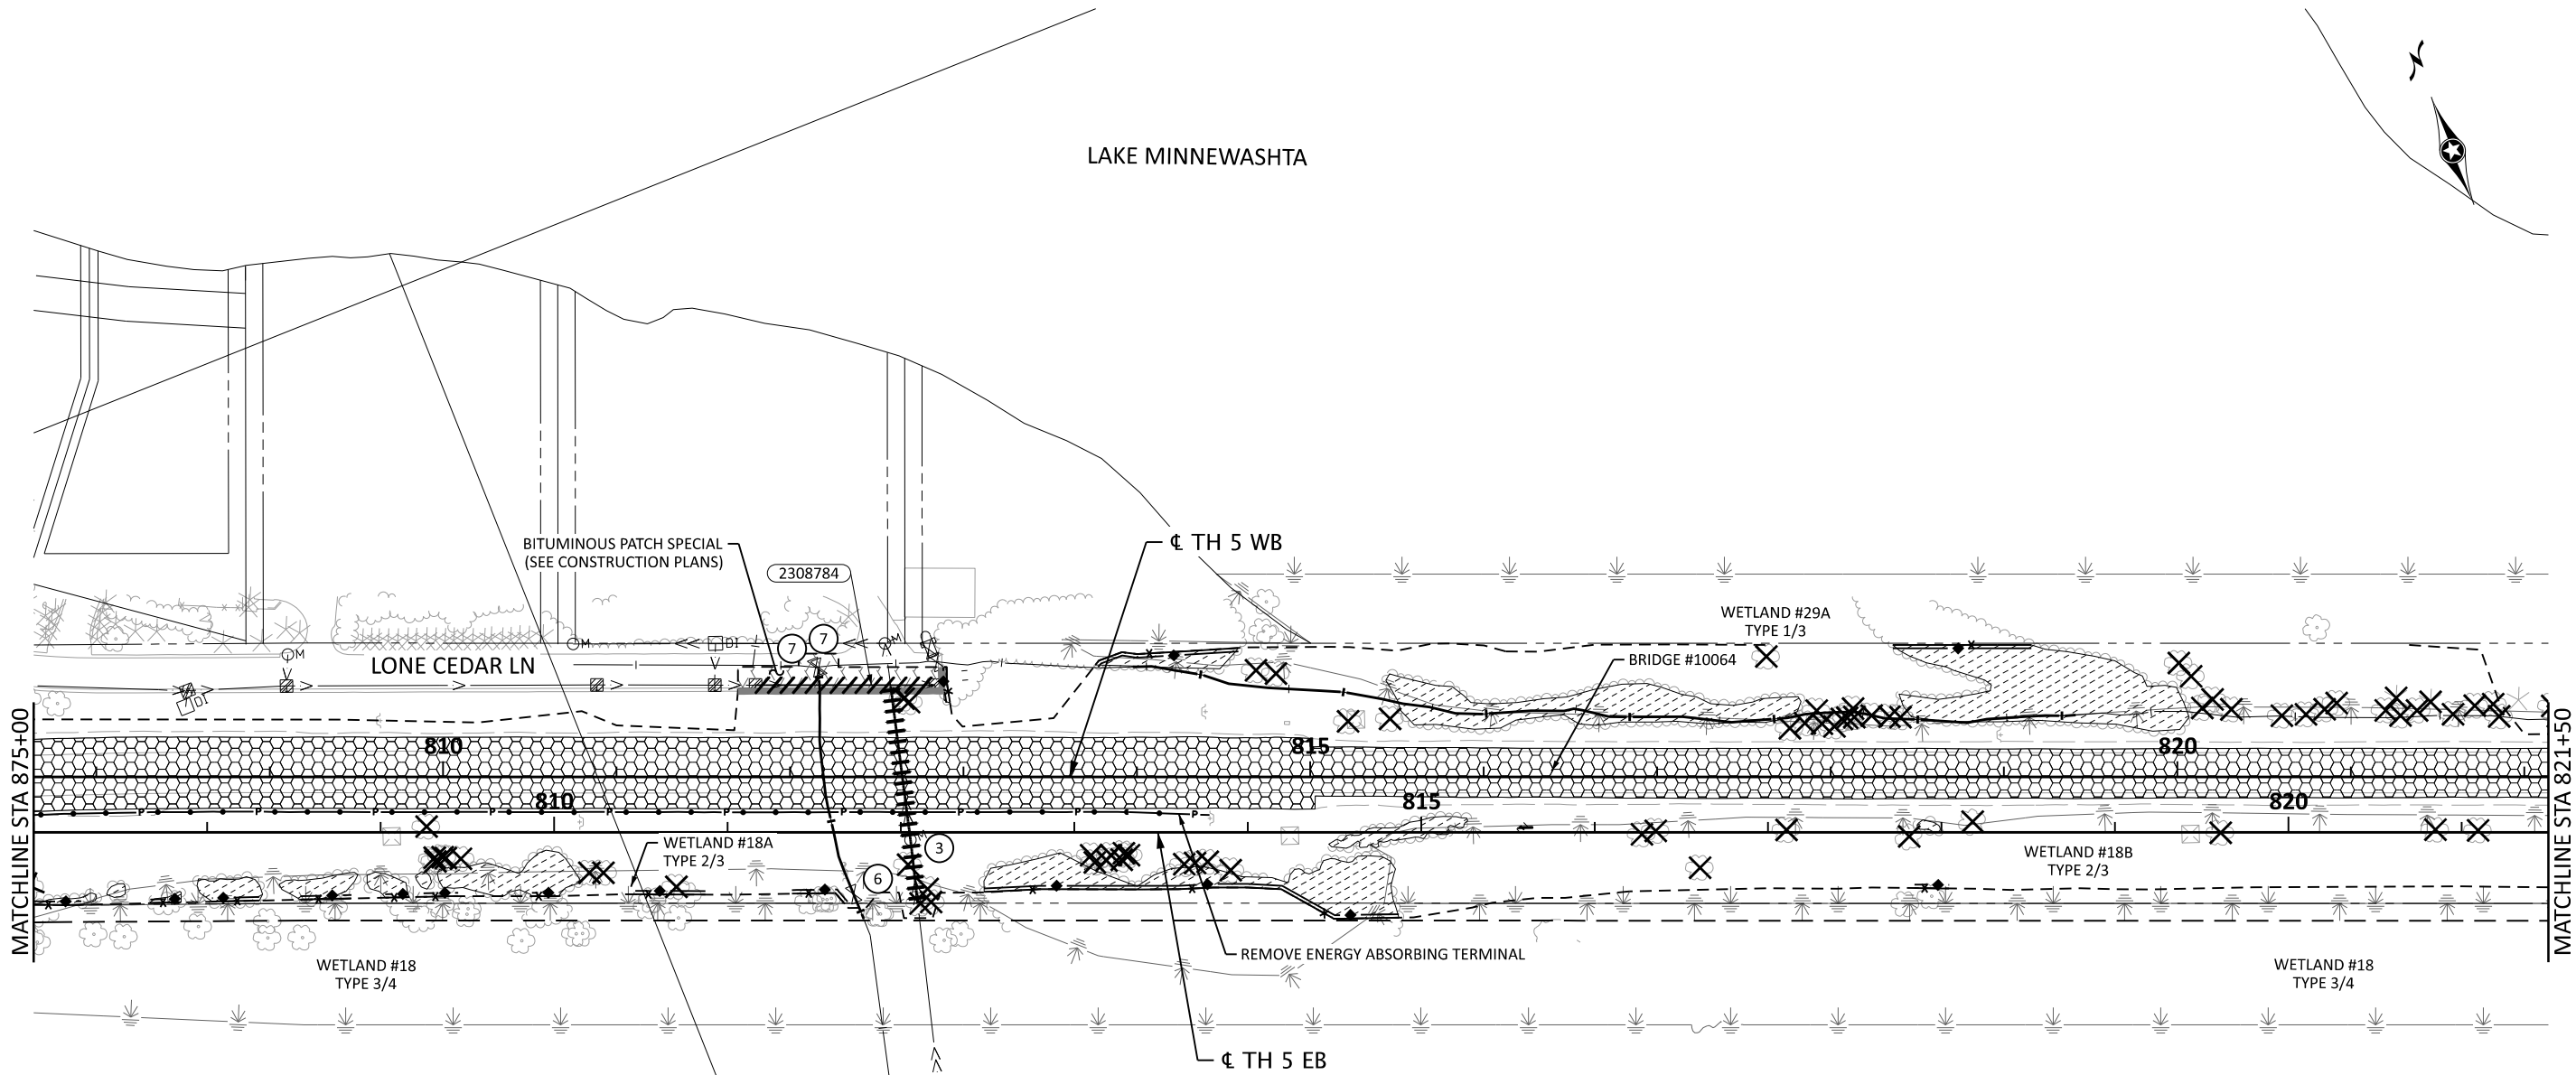 LAKE MINNEWASHTA
BITUMINOUS PATCH SPECIAL
(SEE CONSTRUCTION PLANS)
2308784
℄ TH 5 WB
WETLAND #29A
TYPE 1/3
BRIDGE #10064
M
DI
M
7
7
M
LONE CEDAR LN
DI
MATCHLINE STA 875+00
MATCHLINE STA 821+50
810
815
820
810
815
820
P P P P P P P P P P
WETLAND #18A
TYPE 2/3
3
6
WETLAND #18B
TYPE 2/3
REMOVE ENERGY ABSORBING TERMINAL
WETLAND #18
TYPE 3/4
WETLAND #18
TYPE 3/4
℄ TH 5 EB